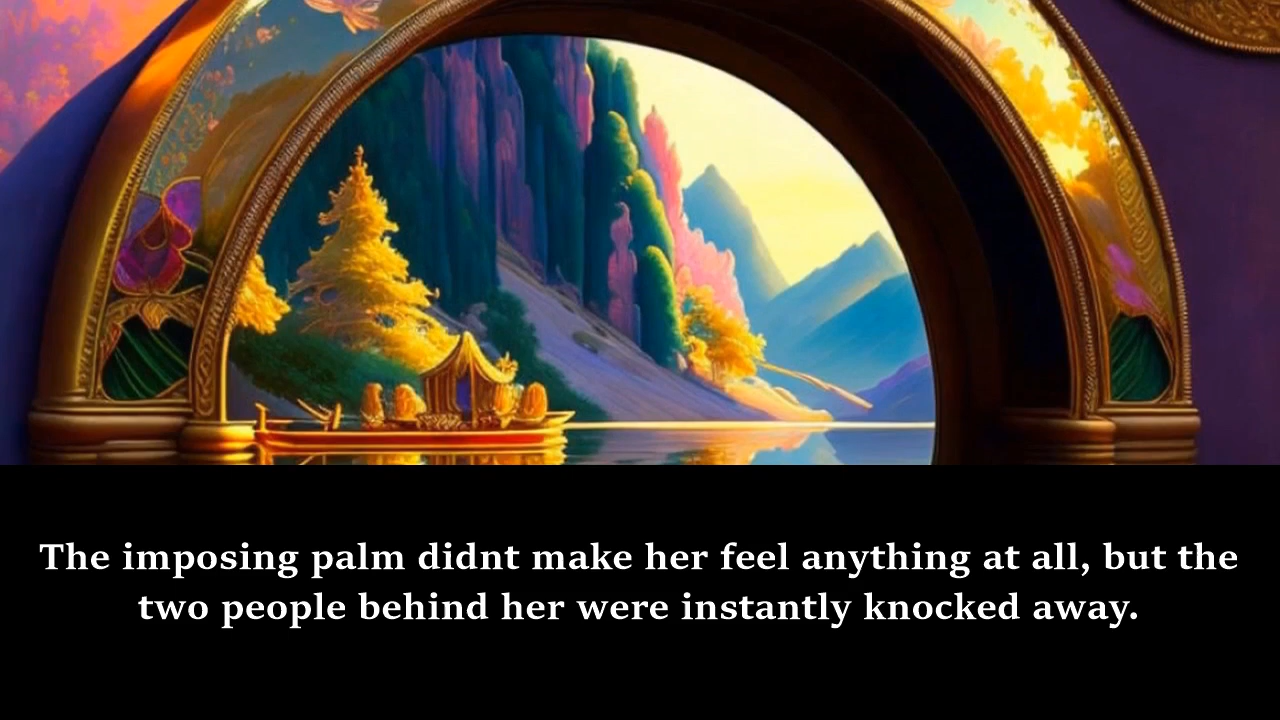 The imposing palm didnt make her feel anything at all, but the
two people behind her were instantly knocked away.